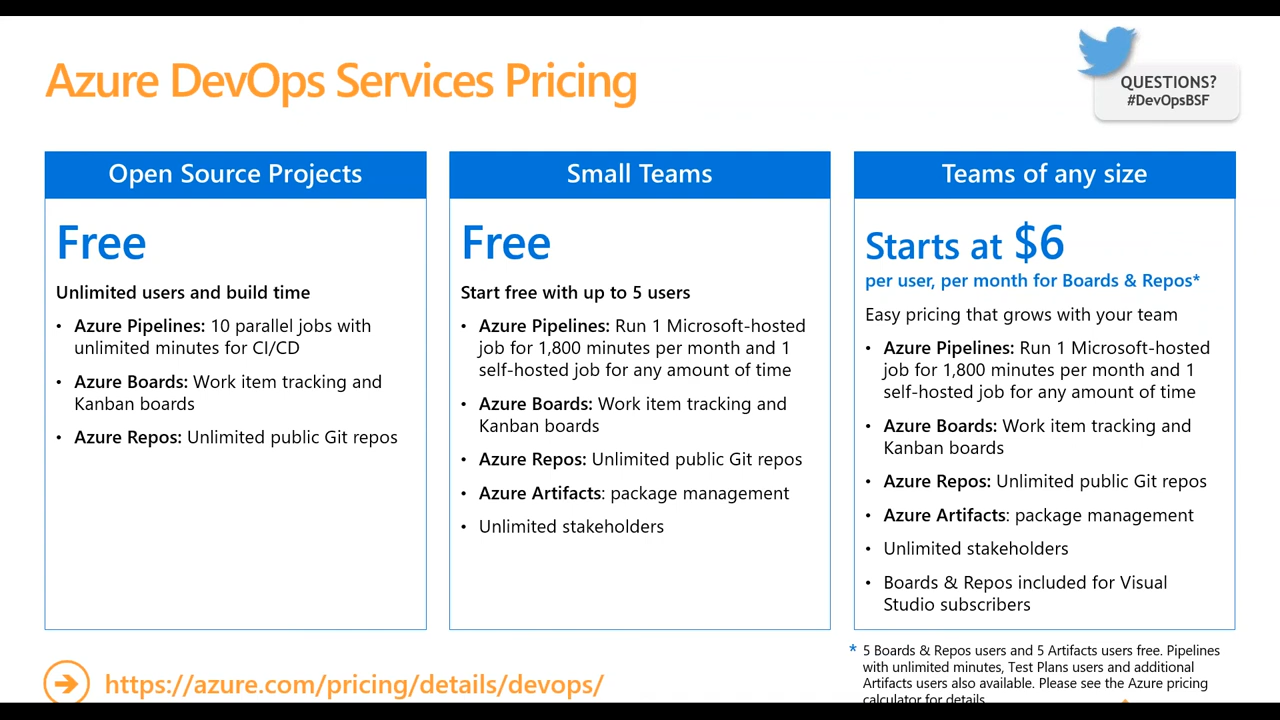 Azure DevOps Services Pricing
QUESTIONS?
#DevOpsBSF
Open Source Projects
Free
Unlimited users and build time
• Azure Pipelines: 10 parallel jobs with
unlimited minutes for CI/CD
• Azure Boards: Work item tracking and
Kanban boards
• Azure Repos: Unlimited public Git repos
Small Teams
Free
Start free with up to 5 users
• Azure Pipelines: Run 1 Microsoft-hosted
job for 1,800 minutes per month and 1
self-hosted job for any amount of time
• Azure Boards: Work item tracking and
Kanban boards
• Azure Repos: Unlimited public Git repos
• Azure Artifacts: package management
• Unlimited stakeholders
Teams of any size
Starts at $6
per user, per month for Boards & Repos*
Easy pricing that grows with your team
• Azure Pipelines: Run 1 Microsoft-hosted
job for 1,800 minutes per month and 1
self-hosted job for any amount of time
• Azure Boards: Work item tracking and
Kanban boards
• Azure Repos: Unlimited public Git repos
• Azure Artifacts: package management
• Unlimited stakeholders
• Boards & Repos included for Visual
Studio subscribers
* 5 Boards & Repos users and 5 Artifacts users free. Pipelines
with unlimited minutes, Test Plans users and additional
Artifacts users also available. Please see the Azure pricing
calculator for details.
https://azure.com/pricing/details/devops/